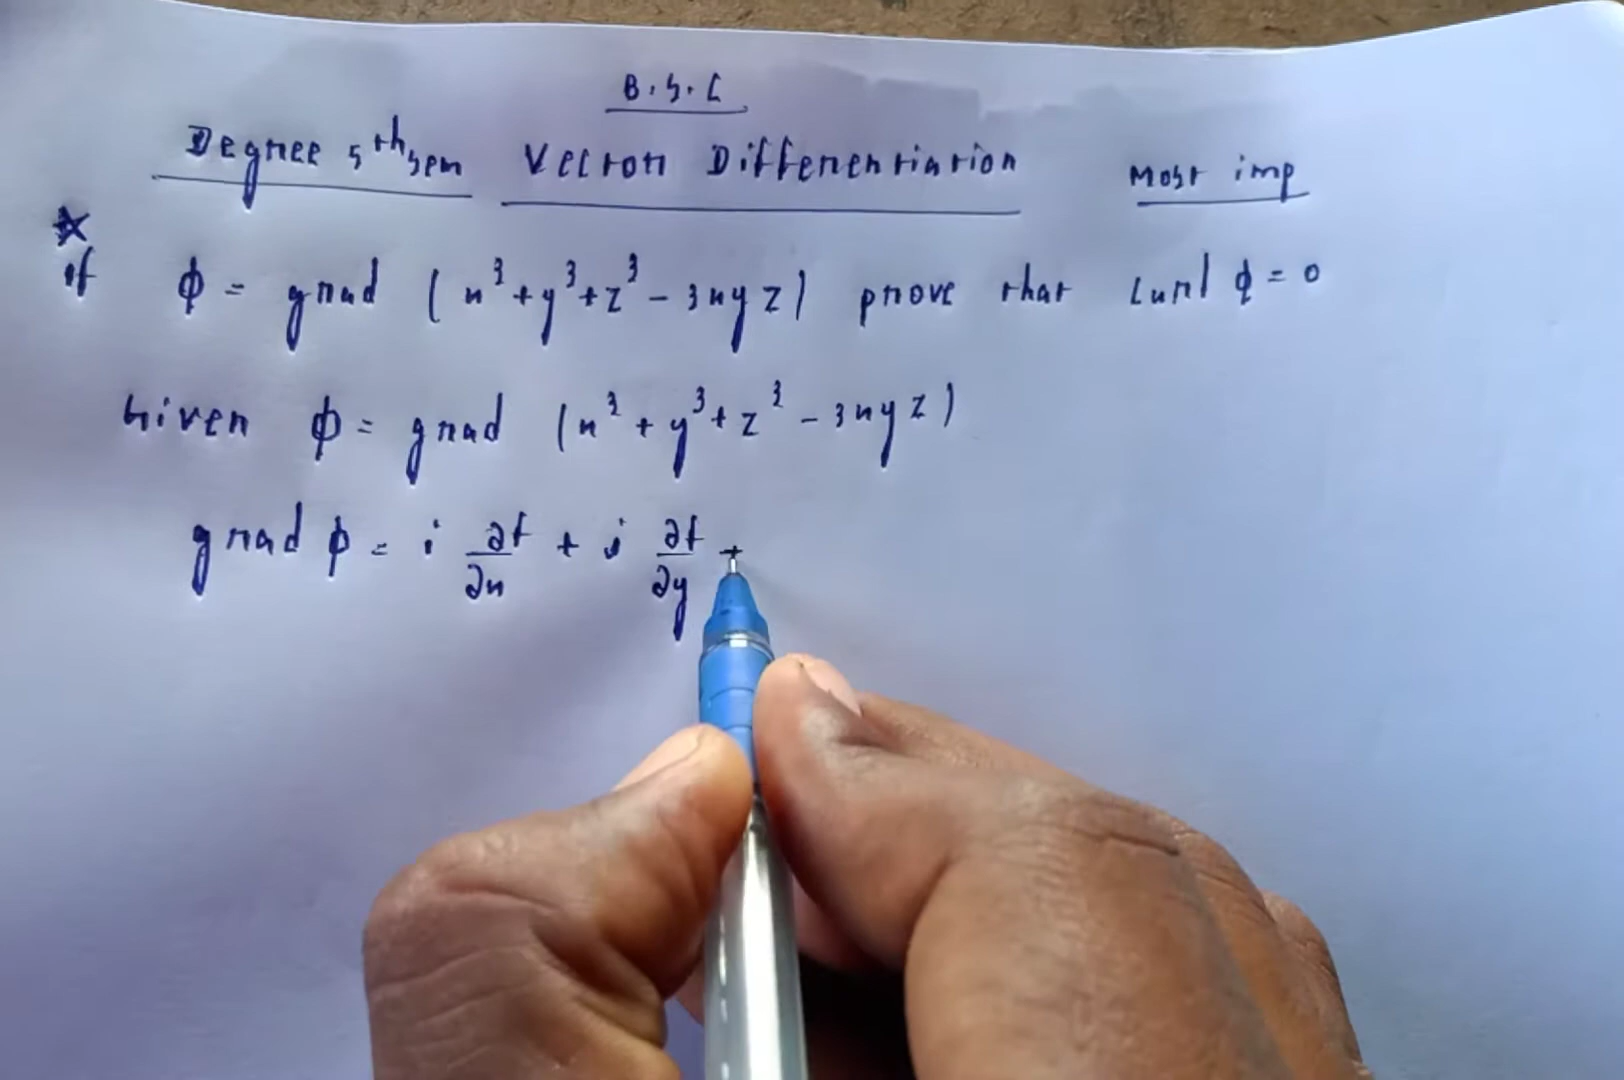 B.S.C
Degree 5th sem Vector Differentiation Most imp
* if ϕ = grad (x³+y³+z³-3xyz) prove that Curl ϕ = 0
Given ϕ = grad (x³+y³+z³-3xyz)
grad ϕ = i ∂f/∂x + j ∂f/∂y +